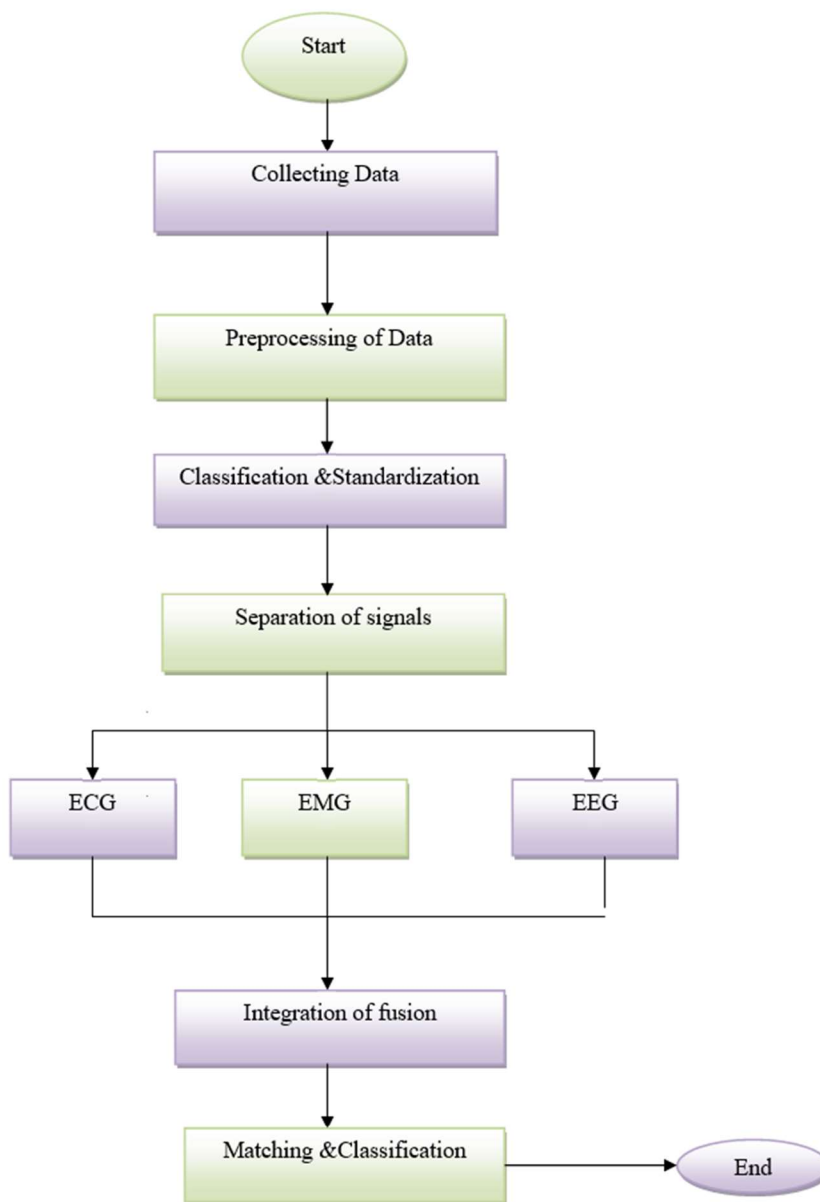 Start
Collecting Data
Preprocessing of Data
Classification &Standardization
Separation of signals
ECG
EMG
EEG
Integration of fusion
Matching &Classification
End